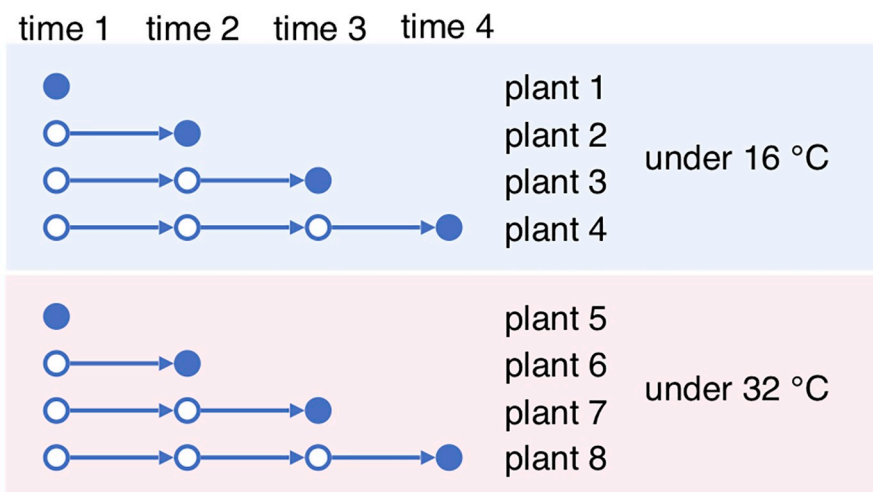 time 1 time 2 time 3 time 4
plant 1
plant 2
under 16 °C
plant 3
plant 4
plant 5
plant 6
under 32 °C
plant 7
plant 8